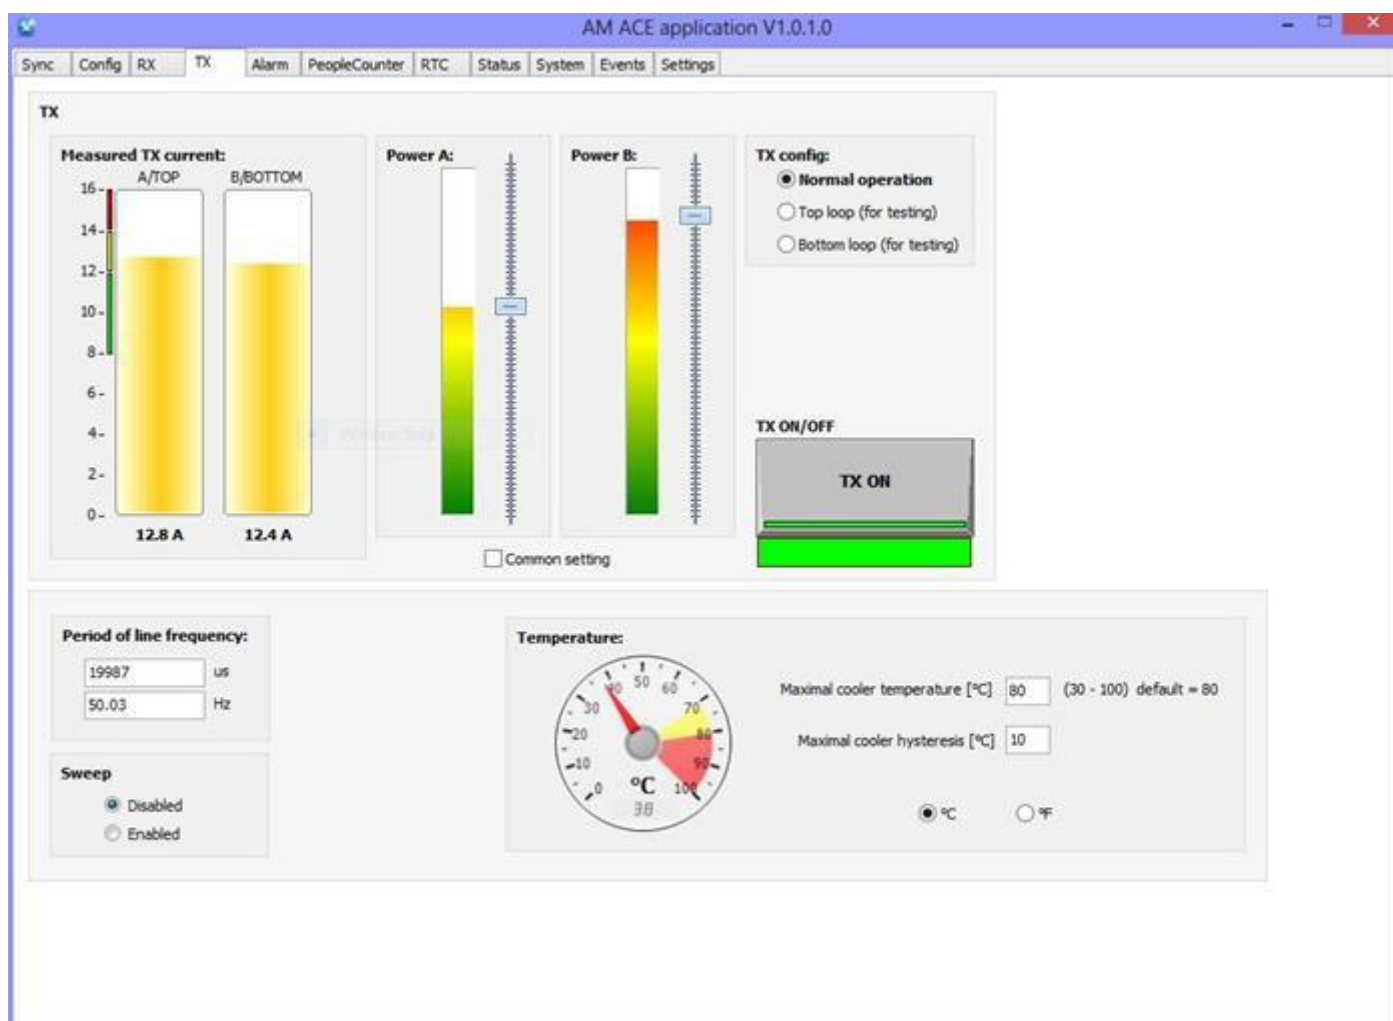 AM ACE application V1.0.1.0
Sync Config RX TX Alarm PeopleCounter RTC Status System Events Settings
TX
Measured TX current:
A/TOP B/BOTTOM
16
14
12
10
8
6
4
2
0
12.8 A 12.4 A
Power A:
Power B:
Common setting
TX config:
Normal operation
Top loop (for testing)
Bottom loop (for testing)
TX ON/OFF
TX ON
Period of line frequency:
19987 us
50.03 Hz
Sweep
Disabled
Enabled
Temperature:
0 10 20 30 40 50 60 70 80 90 100
ºC
38
Maximal cooler temperature [ºC] 80 (30 - 100) default = 80
Maximal cooler hysteresis [ºC] 10
ºC ºF